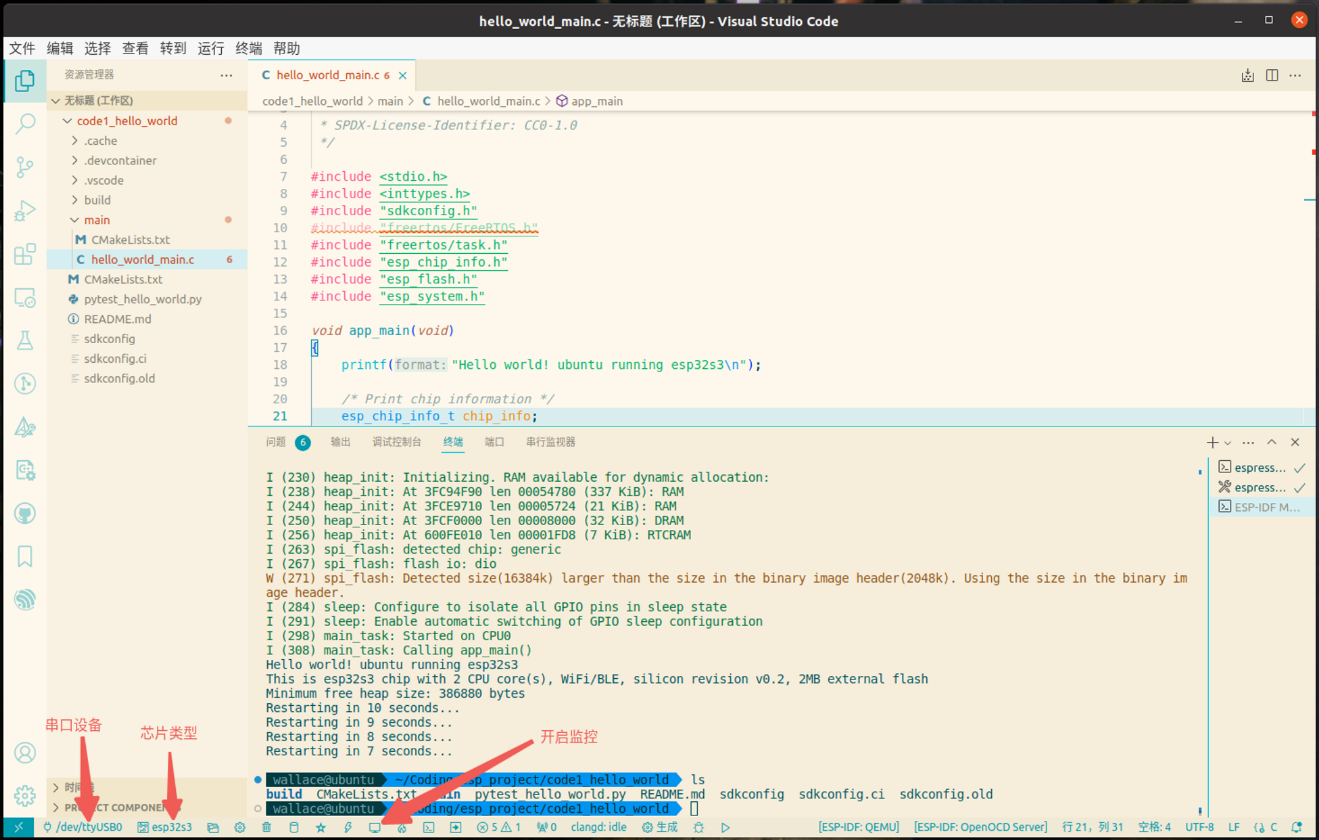 hello_world_main.c - 无标题 (工作区) - Visual Studio Code
文件 编辑 选择 查看 转到 运行 终端 帮助
资源管理器
无标题 (工作区)
code1_hello_world
.cache
.devcontainer
.vscode
build
main
CMakeLists.txt
hello_world_main.c 6
CMakeLists.txt
pytest_hello_world.py
README.md
sdkconfig
sdkconfig.ci
sdkconfig.old
PROJECT COMPONEN
hello_world_main.c 6
code1_hello_world > main > hello_world_main.c > app_main
4 * SPDX-License-Identifier: CC0-1.0
5 */
6
7 #include <stdio.h>
8 #include <inttypes.h>
9 #include "sdkconfig.h"
10 #include "freertos/FreeRTOS.h"
11 #include "freertos/task.h"
12 #include "esp_chip_info.h"
13 #include "esp_flash.h"
14 #include "esp_system.h"
15
16 void app_main(void)
17 {
18 printf(format: "Hello world! ubuntu running esp32s3\n");
19
20 /* Print chip information */
21 esp_chip_info_t chip_info;
问题 6 输出 调试控制台 终端 端口 串行监视器
espress...
espress...
ESP-IDF M...
I (230) heap_init: Initializing. RAM available for dynamic allocation:
I (238) heap_init: At 3FC94F90 len 00054780 (337 KiB): RAM
I (244) heap_init: At 3FCE9710 len 00005724 (21 KiB): RAM
I (250) heap_init: At 3FCF0000 len 00008000 (32 KiB): DRAM
I (256) heap_init: At 600FE010 len 00001FD8 (7 KiB): RTCRAM
I (263) spi_flash: detected chip: generic
I (267) spi_flash: flash io: dio
W (271) spi_flash: Detected size(16384k) larger than the size in the binary image header(2048k). Using the size in the binary im
age header.
I (284) sleep: Configure to isolate all GPIO pins in sleep state
I (291) sleep: Enable automatic switching of GPIO sleep configuration
I (298) main_task: Started on CPU0
I (308) main_task: Calling app_main()
Hello world! ubuntu running esp32s3
This is esp32s3 chip with 2 CPU core(s), WiFi/BLE, silicon revision v0.2, 2MB external flash
Minimum free heap size: 386880 bytes
Restarting in 10 seconds...
Restarting in 9 seconds...
Restarting in 8 seconds...
Restarting in 7 seconds...
wallace@ubuntu ~/Coding/esp_project/code1_hello_world ls
build CMakeLists.txt main pytest_hello_world.py README.md sdkconfig sdkconfig.ci sdkconfig.old
wallace@ubuntu oding/esp_project/code1_hello_world
串口设备
芯片类型
开启监控
/dev/ttyUSB0 esp32s3 5 1 0 clangd: idle 生成 [ESP-IDF: QEMU] [ESP-IDF: OpenOCD Server] 行 21，列 31 空格: 4 UTF-8 LF {} C